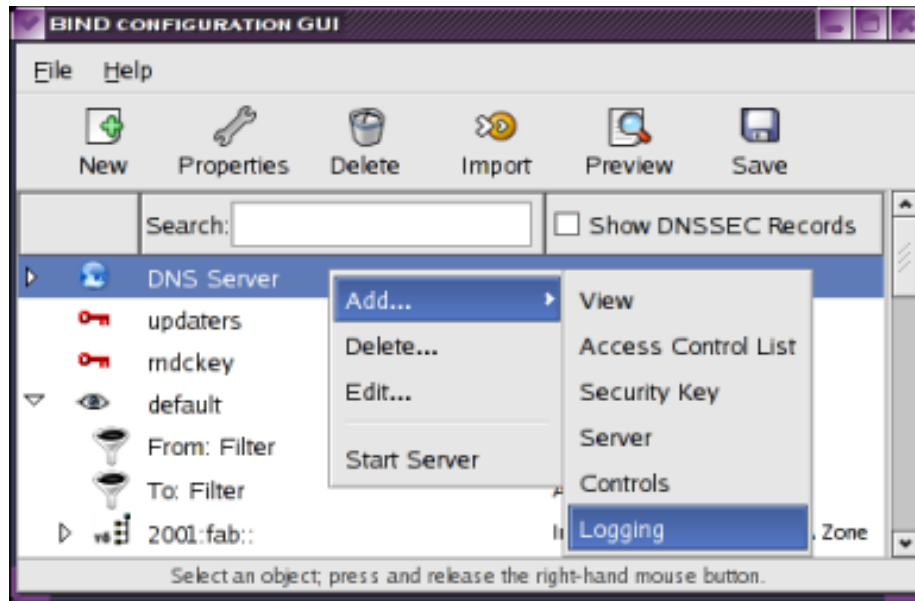 BIND CONFIGURATION GUI
File Help
New Properties Delete Import Preview Save
Search: Show DNSSEC Records
DNS Server
updaters
rndckey
default
From: Filter
To: Filter
2001:fab::
Add...
Delete...
Edit...
Start Server
View
Access Control List
Security Key
Server
Controls
Logging
Zone
Select an object; press and release the right-hand mouse button.